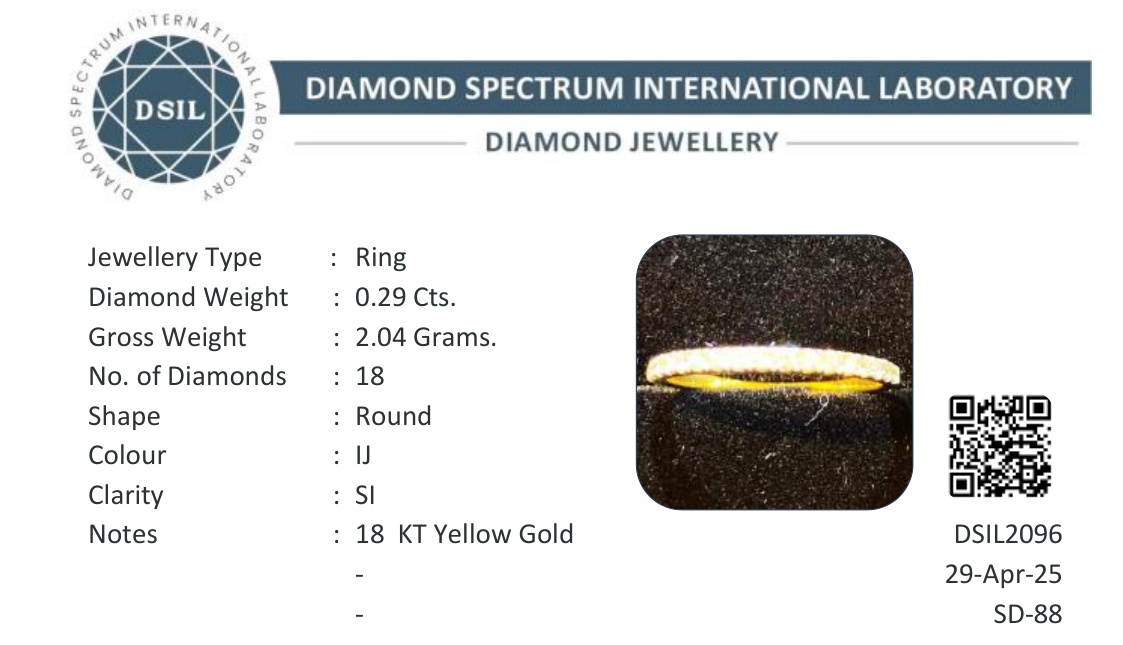 DIAMOND SPECTRUM INTERNATIONAL LABORATORY
DSIL
DIAMOND SPECTRUM INTERNATIONAL LABORATORY
DIAMOND JEWELLERY
Jewellery Type : Ring
Diamond Weight : 0.29 Cts.
Gross Weight : 2.04 Grams.
No. of Diamonds : 18
Shape : Round
Colour : IJ
Clarity : SI
Notes : 18 KT Yellow Gold
-
-
DSIL2096
29-Apr-25
SD-88